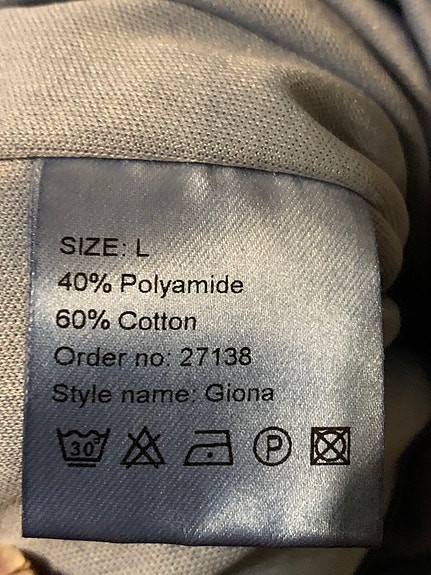 SIZE: L
40% Polyamide
60% Cotton
Order no: 27138
Style name: Giona
30° P